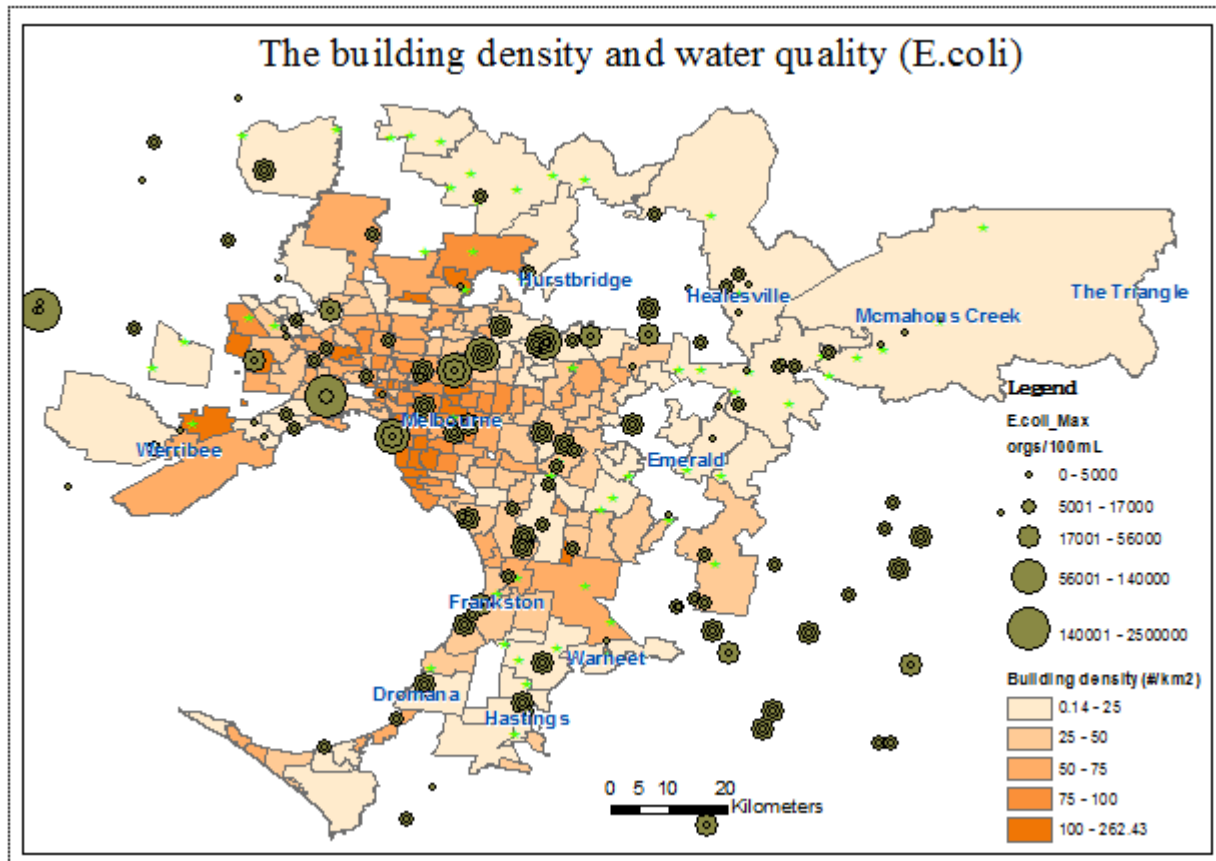 The building density and water quality (E.coli)
Hurstbridge
Healesville
The Triangle
Mcmahons Creek
Melbourne
Werribee
Emerald
Frankston
Warneet
Dromana
Hastings
Legend
E.coli_Max
orgs/100mL
0 - 5000
5001 - 17000
17001 - 56000
56001 - 140000
140001 - 2500000
Building density (#/km2)
0.14 - 25
25 - 50
50 - 75
75 - 100
100 - 262.43
0 5 10 20
Kilometers